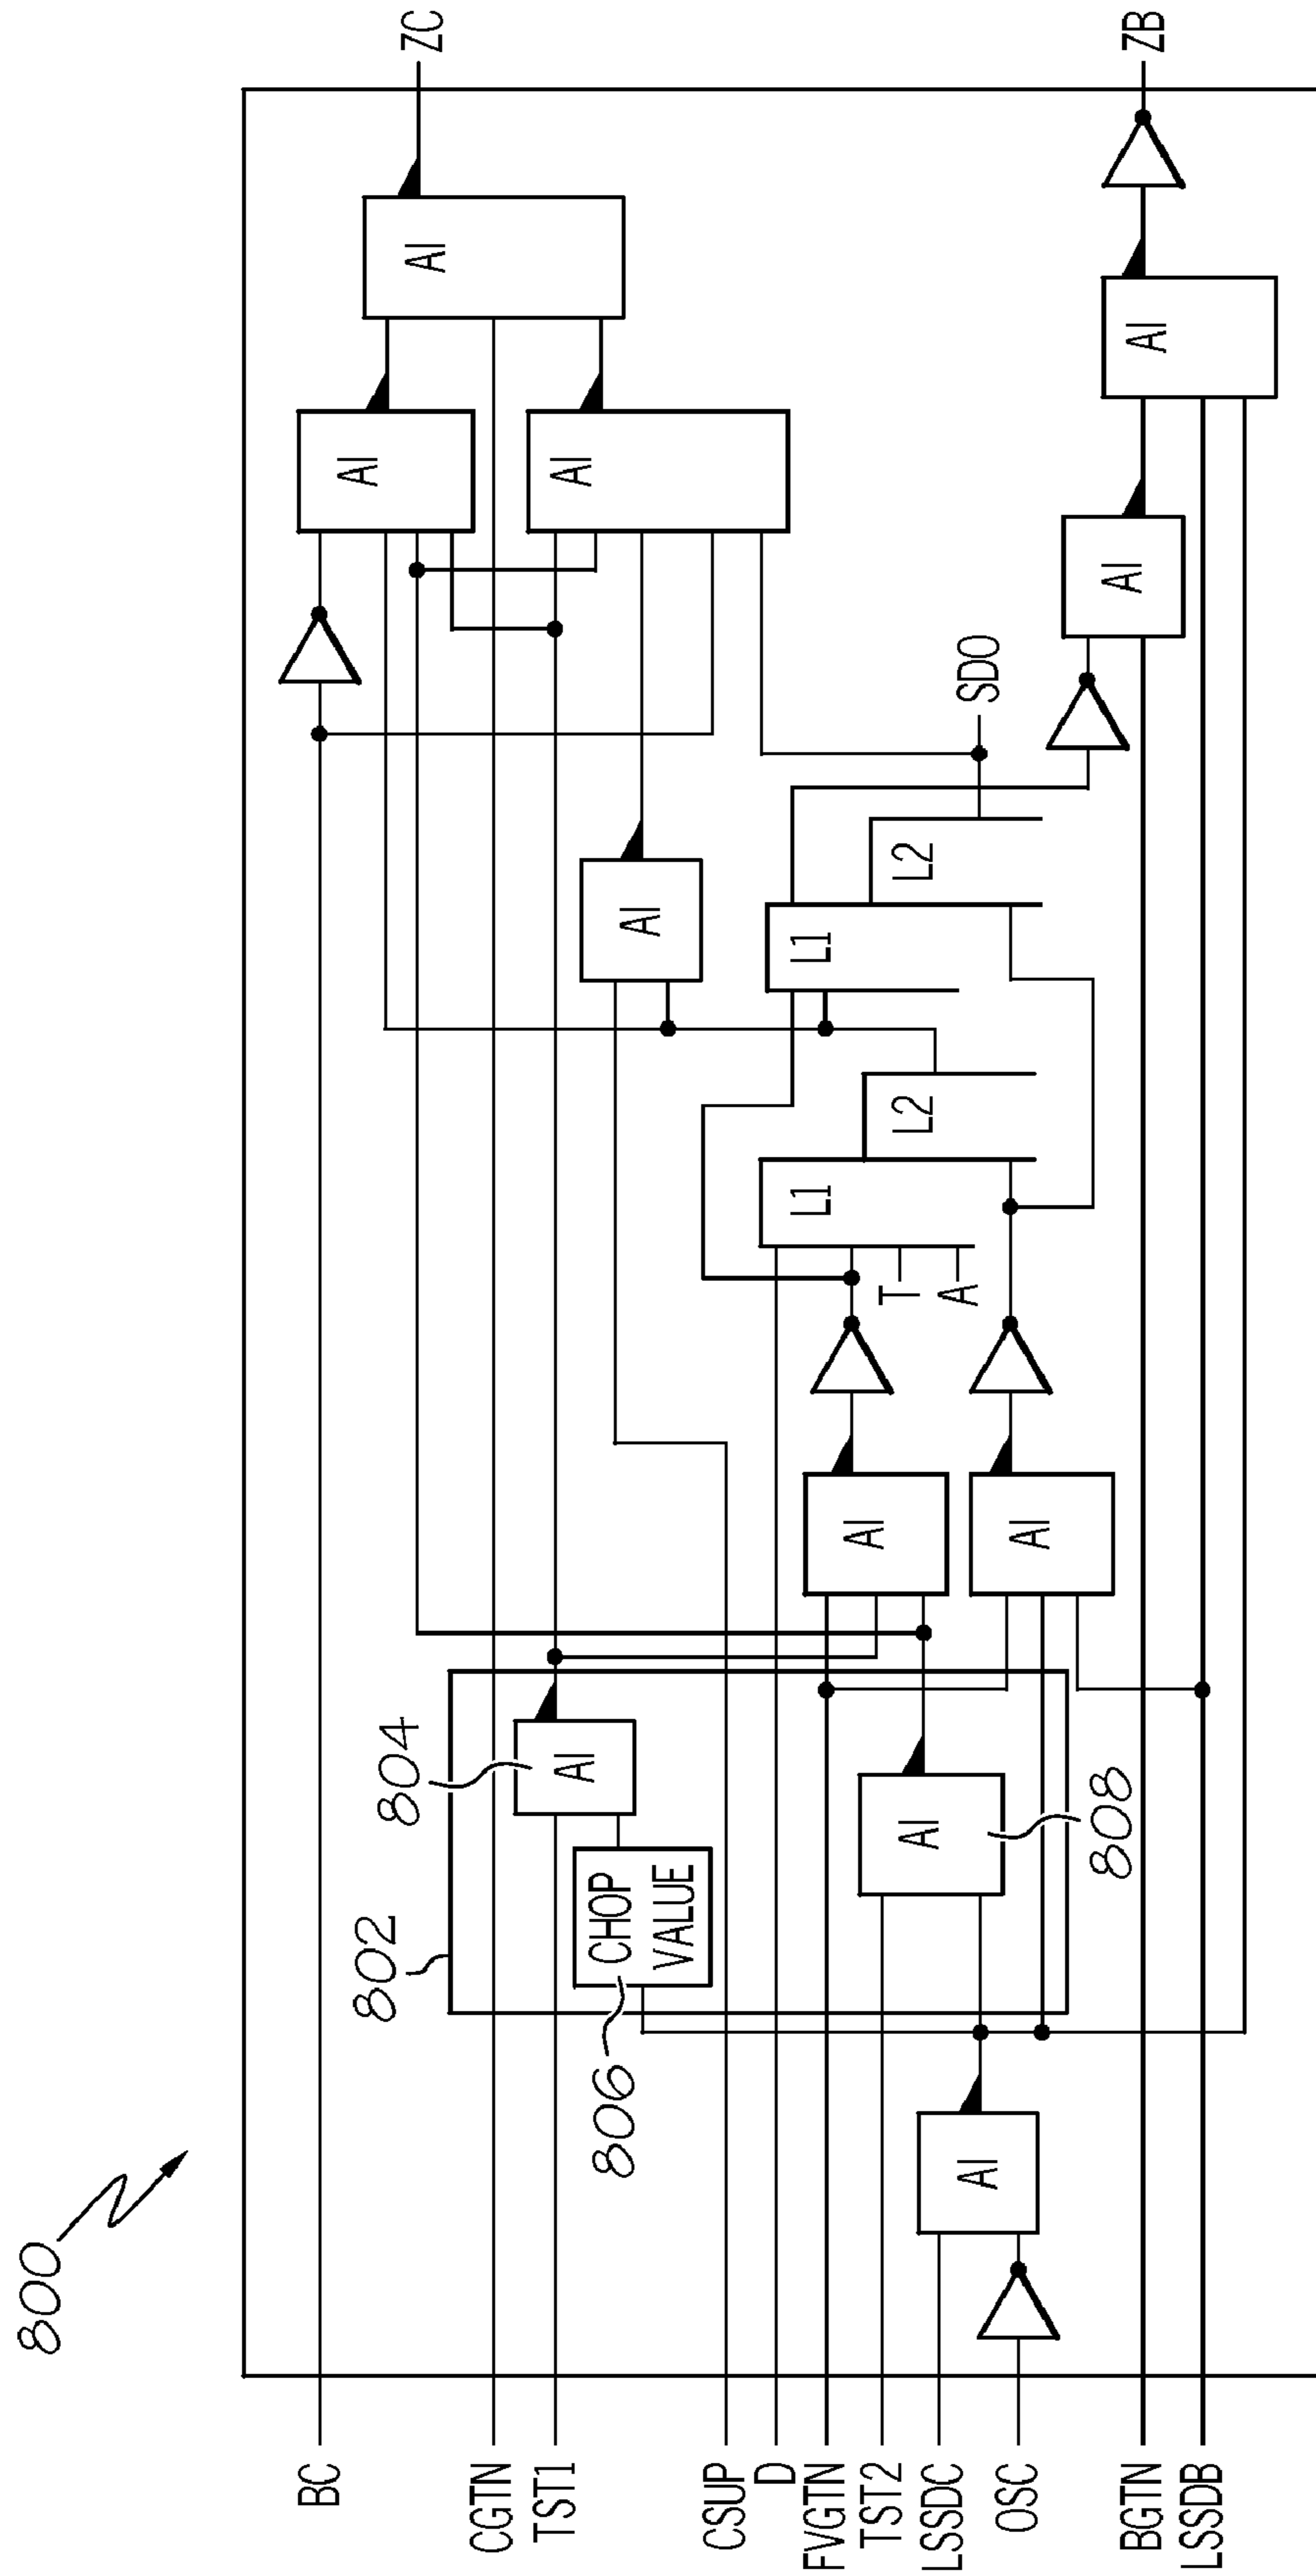 800
BC
CGTN
TST1
CSUP
D
FVGTN
TST2
LSSDC
OSC
BGTN
LSSDB
802
804
806
CHOP
VALUE
808
AI
AI
AI
AI
AI
T
A
L1
L2
L1
L2
SDO
AI
AI
AI
AI
AI
AI
ZC
ZB